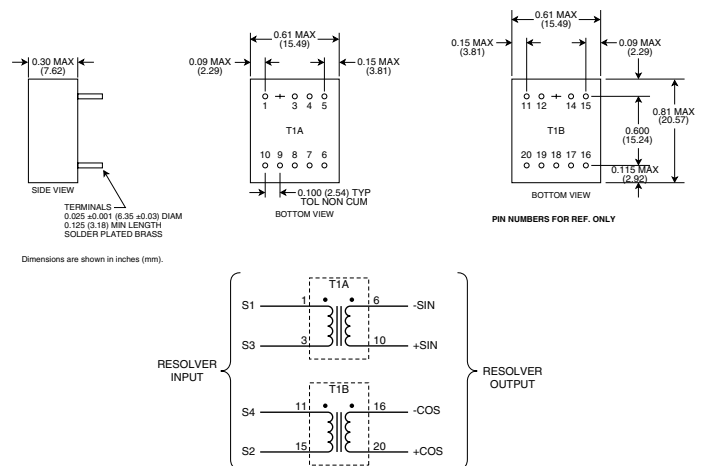 0.30 MAX
(7.62)
SIDE VIEW
TERMINALS
0.025 ±0.001 (6.35 ±0.03) DIAM
0.125 (3.18) MIN LENGTH
SOLDER PLATED BRASS
0.61 MAX
(15.49)
0.09 MAX
(2.29)
0.15 MAX
(3.81)
1 3 4 5
T1A
10 9 8 7 6
0.100 (2.54) TYP
TOL NON CUM
BOTTOM VIEW
0.61 MAX
(15.49)
0.15 MAX
(3.81)
0.09 MAX
(2.29)
11 12 14 15
T1B
20 19 18 17 16
0.81 MAX
(20.57)
0.600
(15.24)
0.115 MAX
(2.92)
BOTTOM VIEW
PIN NUMBERS FOR REF. ONLY
Dimensions are shown in inches (mm).
T1A
S1 1 6 -SIN
S3 3 10 +SIN
RESOLVER
INPUT
RESOLVER
OUTPUT
T1B
S4 11 16 -COS
S2 15 20 +COS